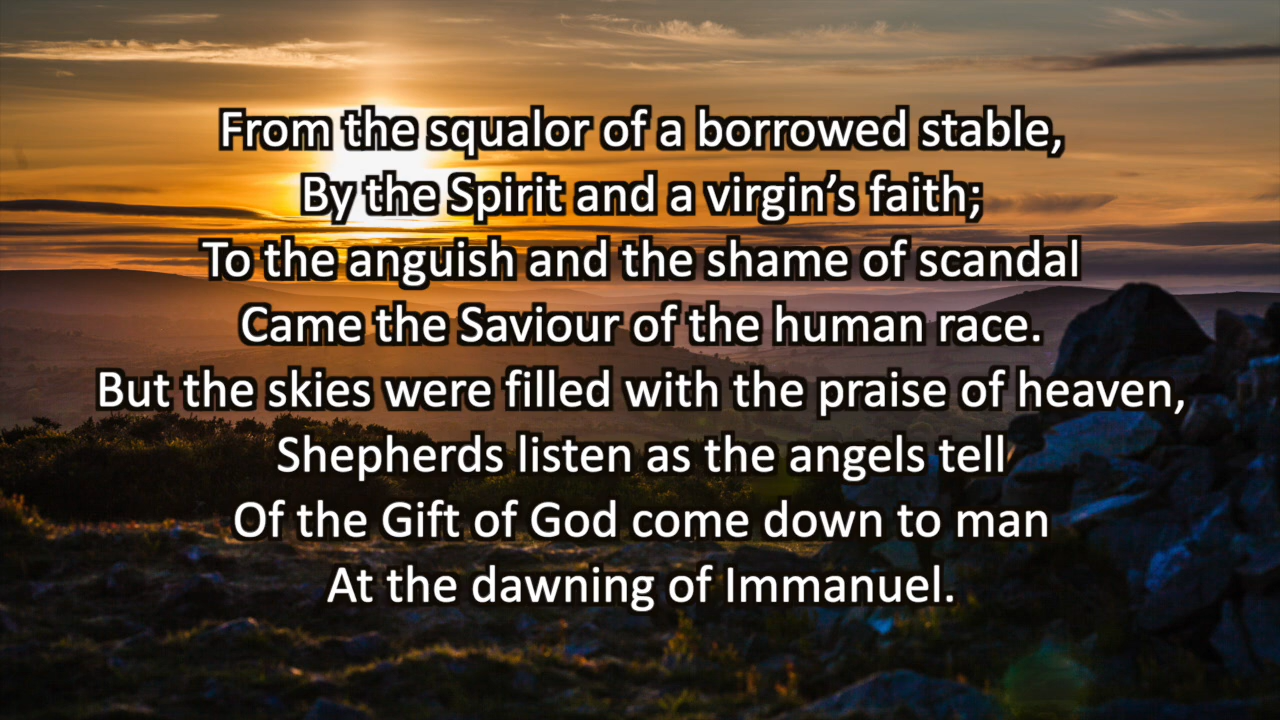 From the squalor of a borrowed stable,
By the Spirit and a virgin’s faith;
To the anguish and the shame of scandal
Came the Saviour of the human race.
But the skies were filled with the praise of heaven,
Shepherds listen as the angels tell
Of the Gift of God come down to man
At the dawning of Immanuel.